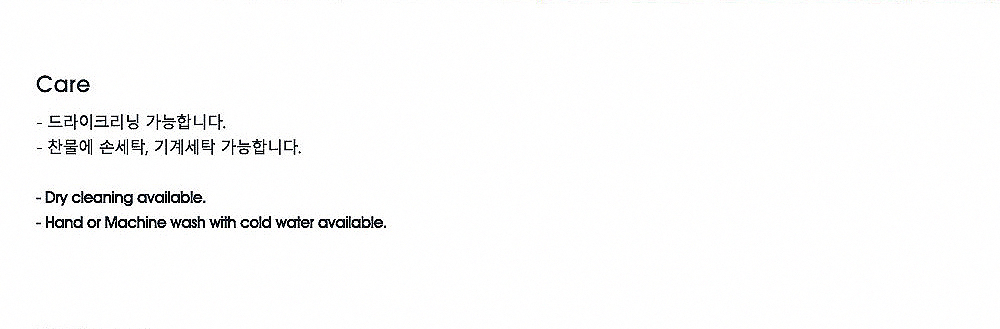 Care
- 드라이크리닝 가능합니다.
- 찬물에 손세탁, 기계세탁 가능합니다.
- Dry cleaning available.
- Hand or Machine wash with cold water available.